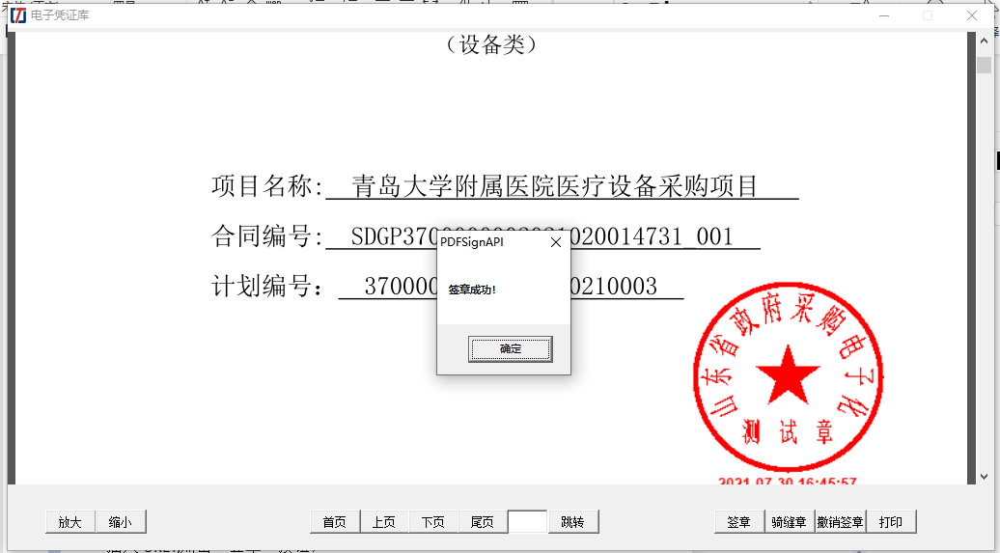 电子凭证库
(设备类)
项目名称: 青岛大学附属医院医疗设备采购项目
合同编号: SDGP370 020014731_001
计划编号: 37000 0210003
PDFSignAPI
签章成功!
确定
山东省政府采购电子化
测试章
2021-07-30 16:45:57
放大 缩小 首页 上页 下页 尾页 跳转 签章 骑缝章 撤销签章 打印